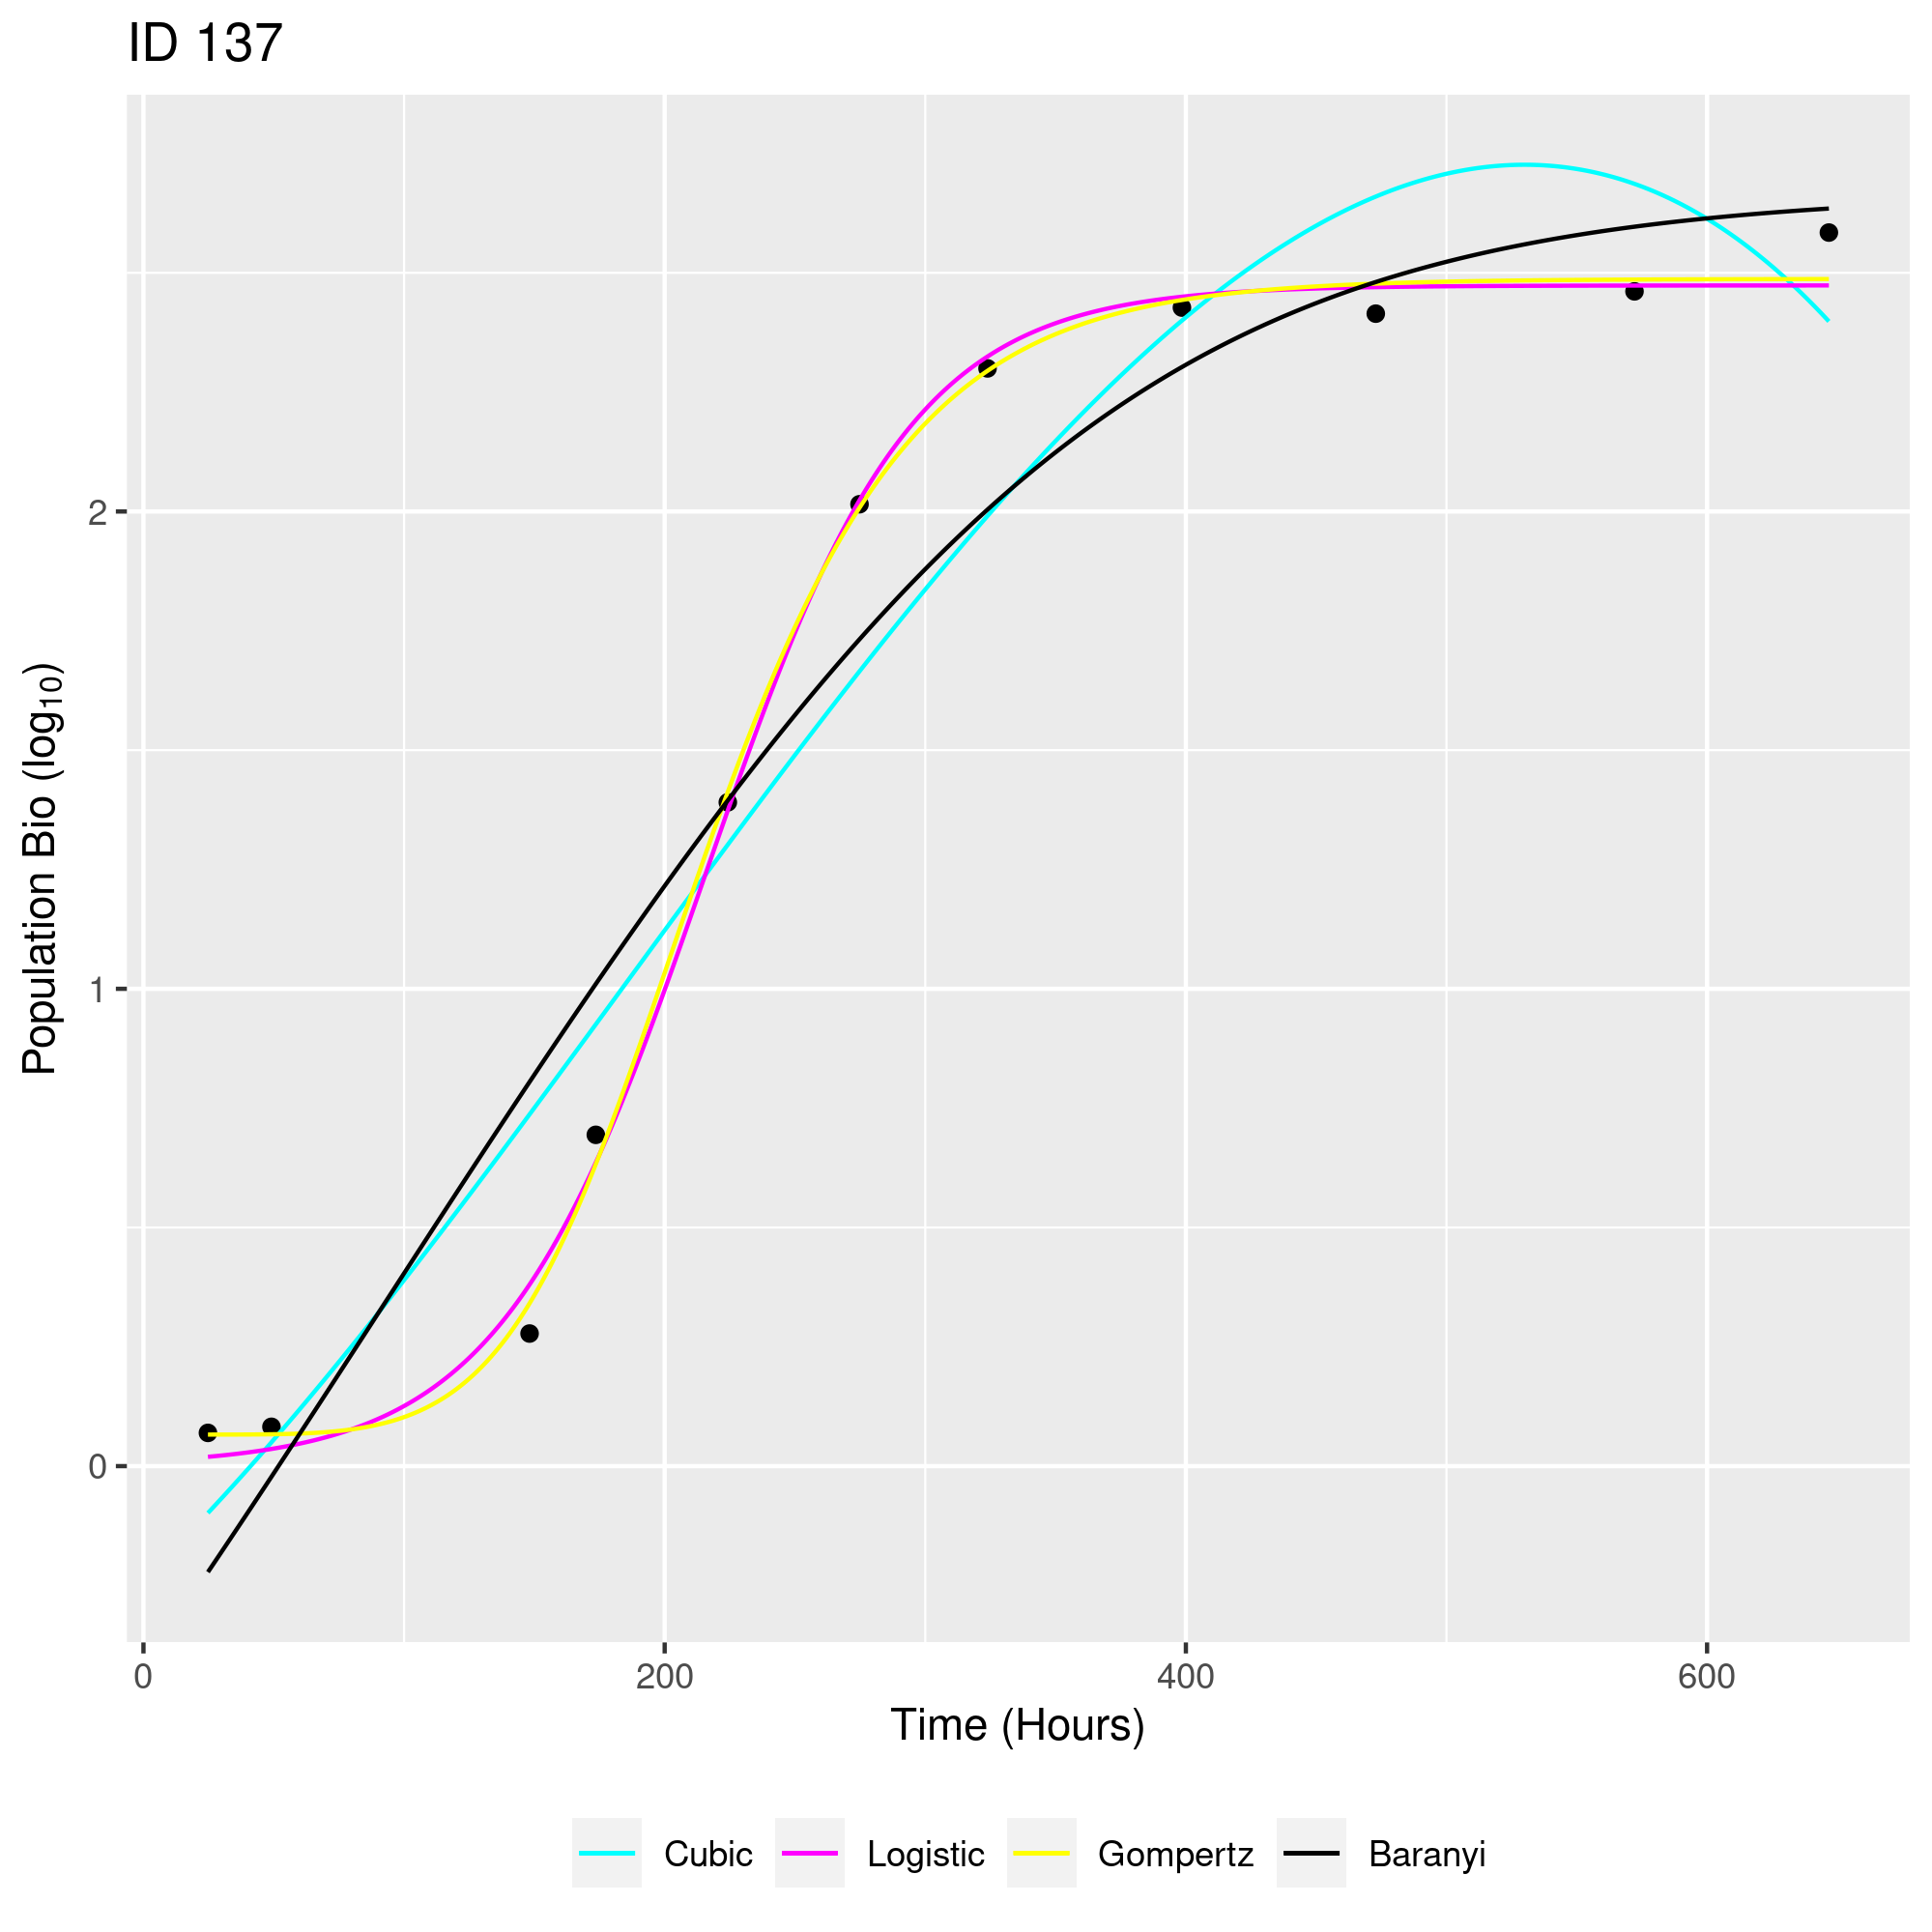 ID 137
Population Bio (log₁₀)
2
1
0
0 200 400 600
Time (Hours)
Cubic Logistic Gompertz Baranyi